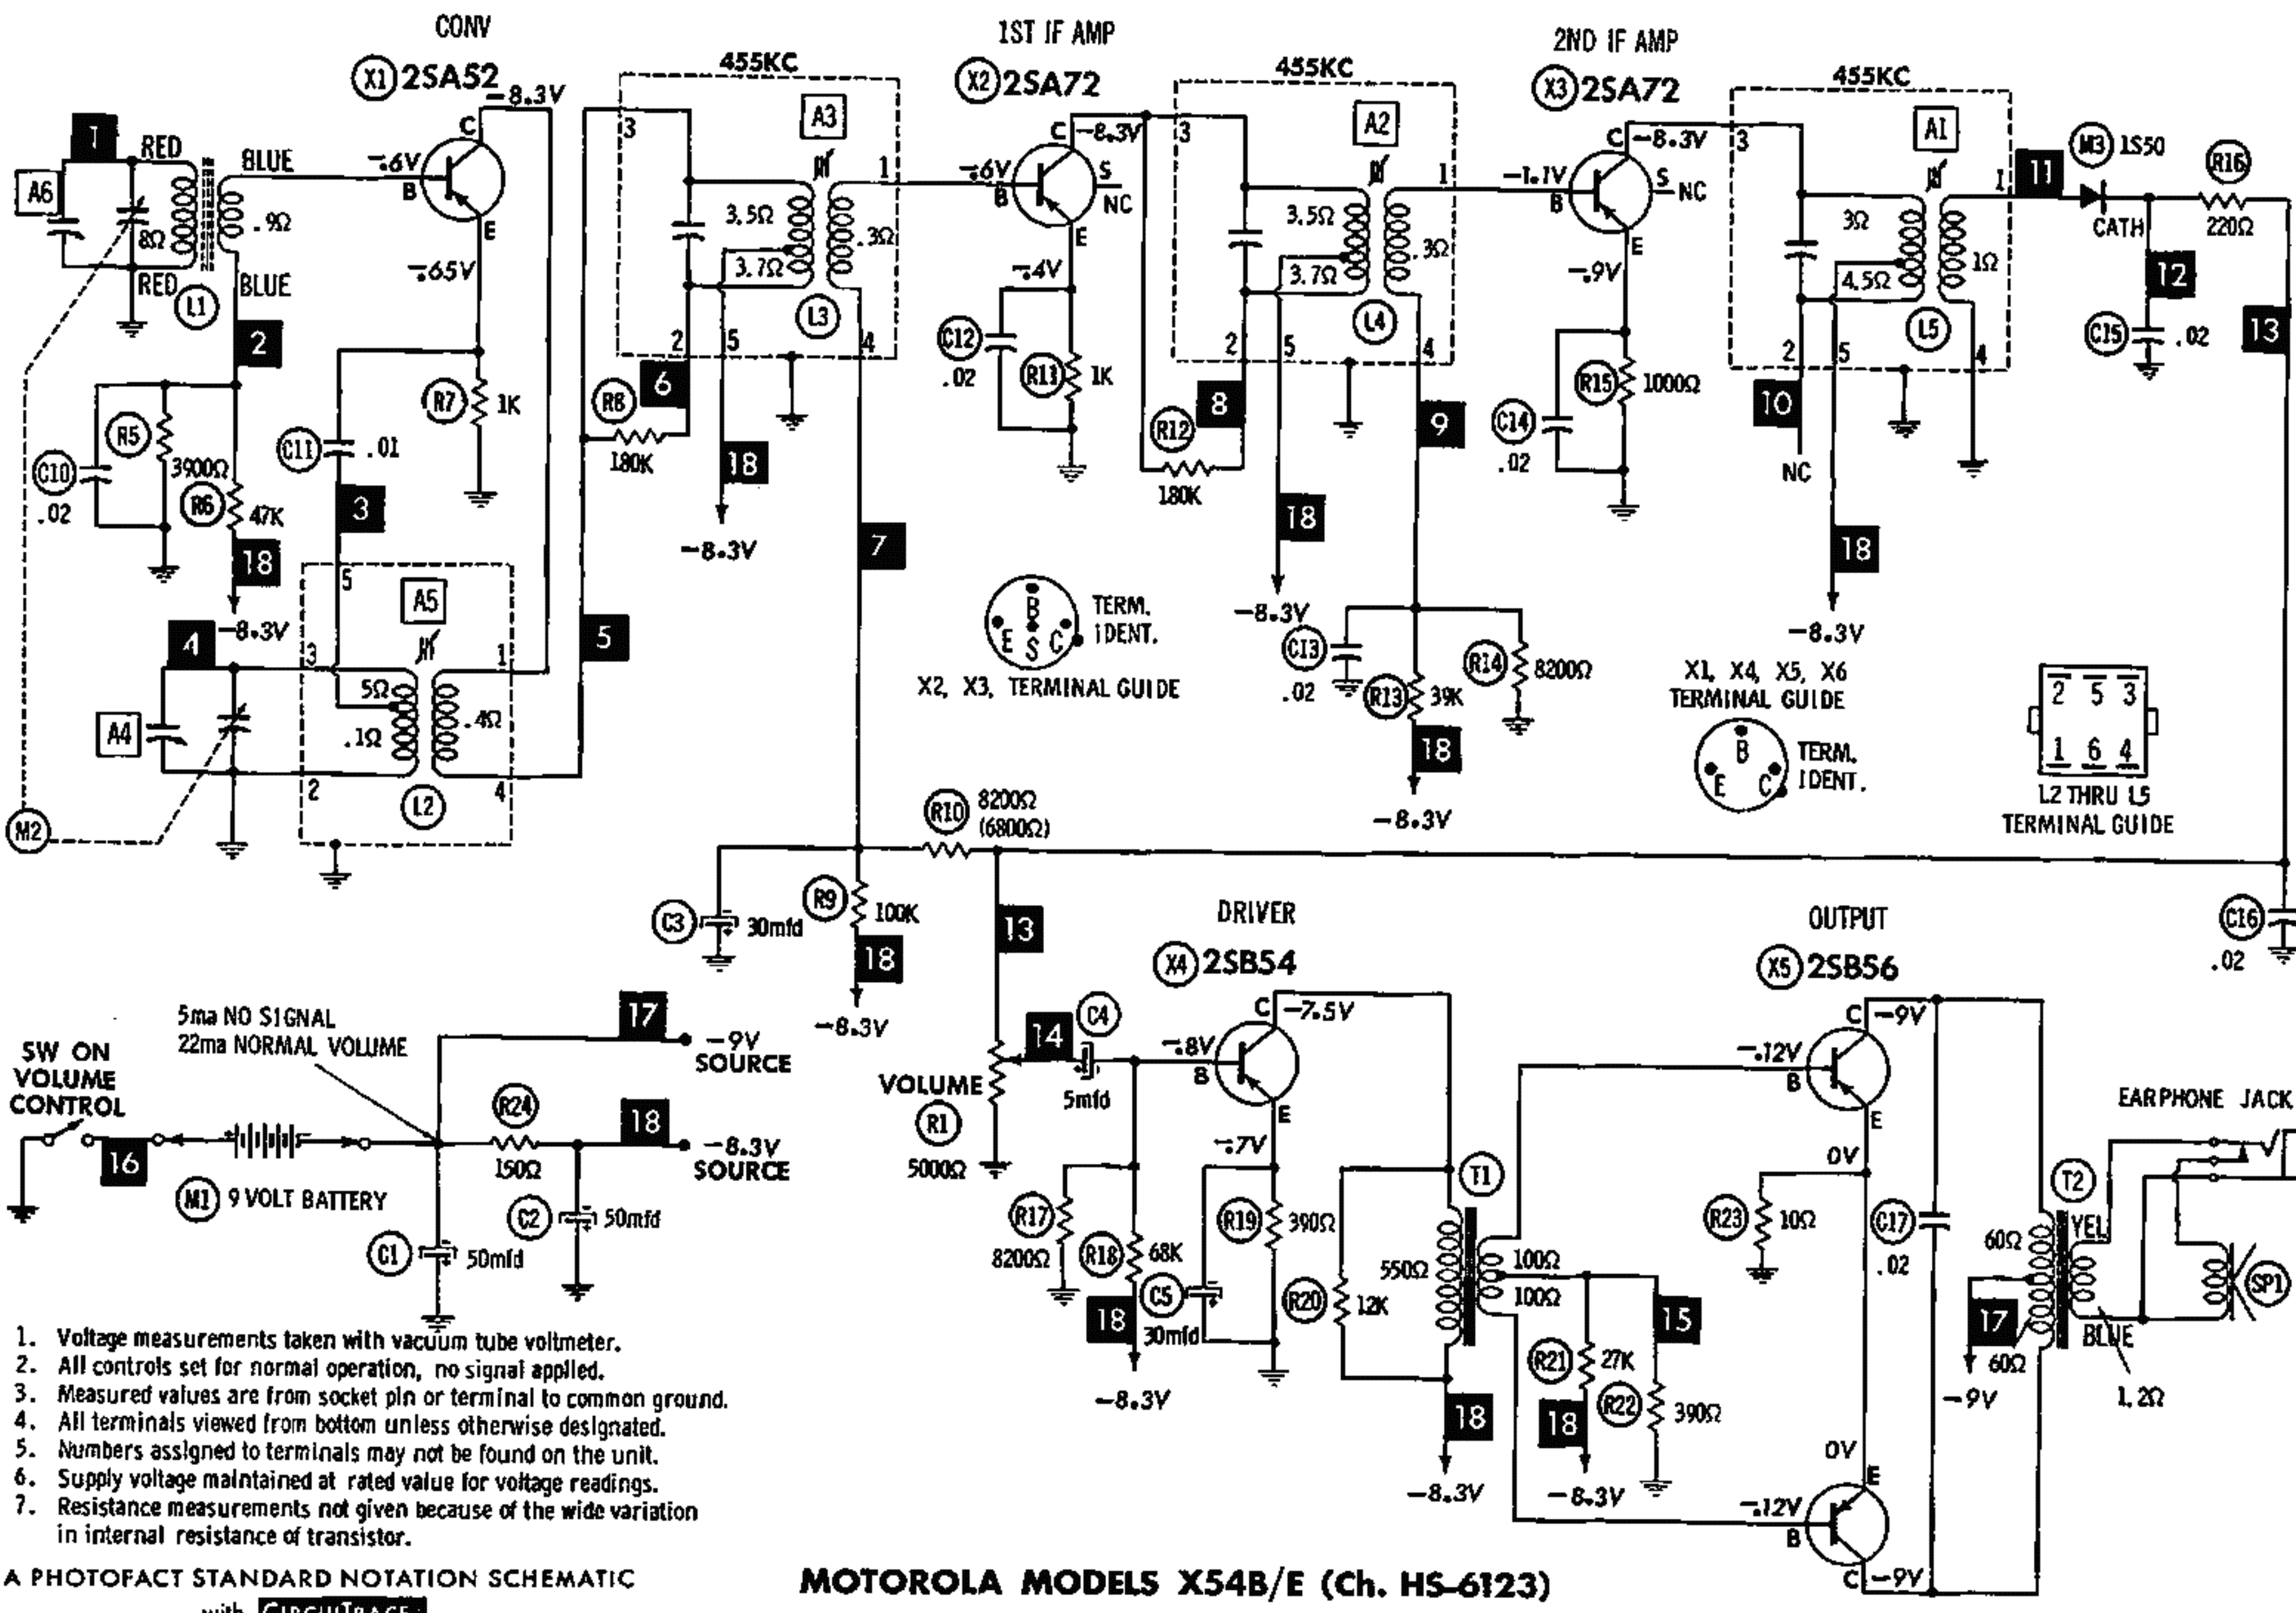 CONV
X1 2SA52
-8.3V
C
-.6V
B
E
-.65V
1
RED
BLUE
A6
8Ω
.9Ω
RED
BLUE
L1
2
R5
3900Ω
C10
.02
R6
47K
18
-8.3V
R7
1K
C11
.01
3
5
A5
3
1
5Ω
.1Ω
.4Ω
2
4
L2
4
A4
M2
5
455KC
3
A3
1
3.5Ω
3.7Ω
.3Ω
L3
2
5
4
6
R8
180K
18
-8.3V
7
1ST IF AMP
X2 2SA72
C
-8.3V
-.6V
B
S
NC
E
-.4V
C12
.02
R11
1K
455KC
3
A2
1
3.5Ω
3.7Ω
.3Ω
L4
2
5
4
8
R12
180K
18
-8.3V
9
C13
.02
R13
39K
R14
8200Ω
18
-8.3V
2ND IF AMP
X3 2SA72
C
-8.3V
-1.1V
B
S
NC
E
-.9V
C14
.02
R15
1000Ω
455KC
3
A1
1
3Ω
4.5Ω
1Ω
L5
2
5
4
10
NC
18
-8.3V
11
M3 1S50
CATH
R16
220Ω
12
C15
.02
13
B
E S C
TERM.
IDENT.
X2, X3, TERMINAL GUIDE
X1, X4, X5, X6
TERMINAL GUIDE
B
E C
TERM.
IDENT.
2 5 3
1 6 4
L2 THRU L5
TERMINAL GUIDE
R10
8200Ω
(6800Ω)
C3
30mfd
R9
100K
18
-8.3V
13
C16
.02
DRIVER
X4 2SB54
C
-7.5V
-.8V
B
E
-.7V
14
C4
5mfd
VOLUME
R1
5000Ω
R17
8200Ω
R18
68K
18
-8.3V
C5
30mfd
R19
390Ω
R20
12K
T1
550Ω
100Ω
100Ω
18
-8.3V
15
R21
27K
R22
390Ω
18
-8.3V
OUTPUT
X5 2SB56
C
-9V
-.12V
B
E
0V
R23
10Ω
C17
.02
0V
E
-.12V
B
C
-9V
T2
60Ω
60Ω
17
-9V
YEL
BLUE
1.2Ω
EARPHONE JACK
SP1
5ma NO SIGNAL
22ma NORMAL VOLUME
SW ON
VOLUME
CONTROL
16
M1 9 VOLT BATTERY
17
-9V
SOURCE
R24
150Ω
18
-8.3V
SOURCE
C1
50mfd
C2
50mfd
1. Voltage measurements taken with vacuum tube voltmeter.
2. All controls set for normal operation, no signal applied.
3. Measured values are from socket pin or terminal to common ground.
4. All terminals viewed from bottom unless otherwise designated.
5. Numbers assigned to terminals may not be found on the unit.
6. Supply voltage maintained at rated value for voltage readings.
7. Resistance measurements not given because of the wide variation
in internal resistance of transistor.
A PHOTOFACT STANDARD NOTATION SCHEMATIC
with CIRCUITRACE
MOTOROLA MODELS X54B/E (Ch. HS-6123)